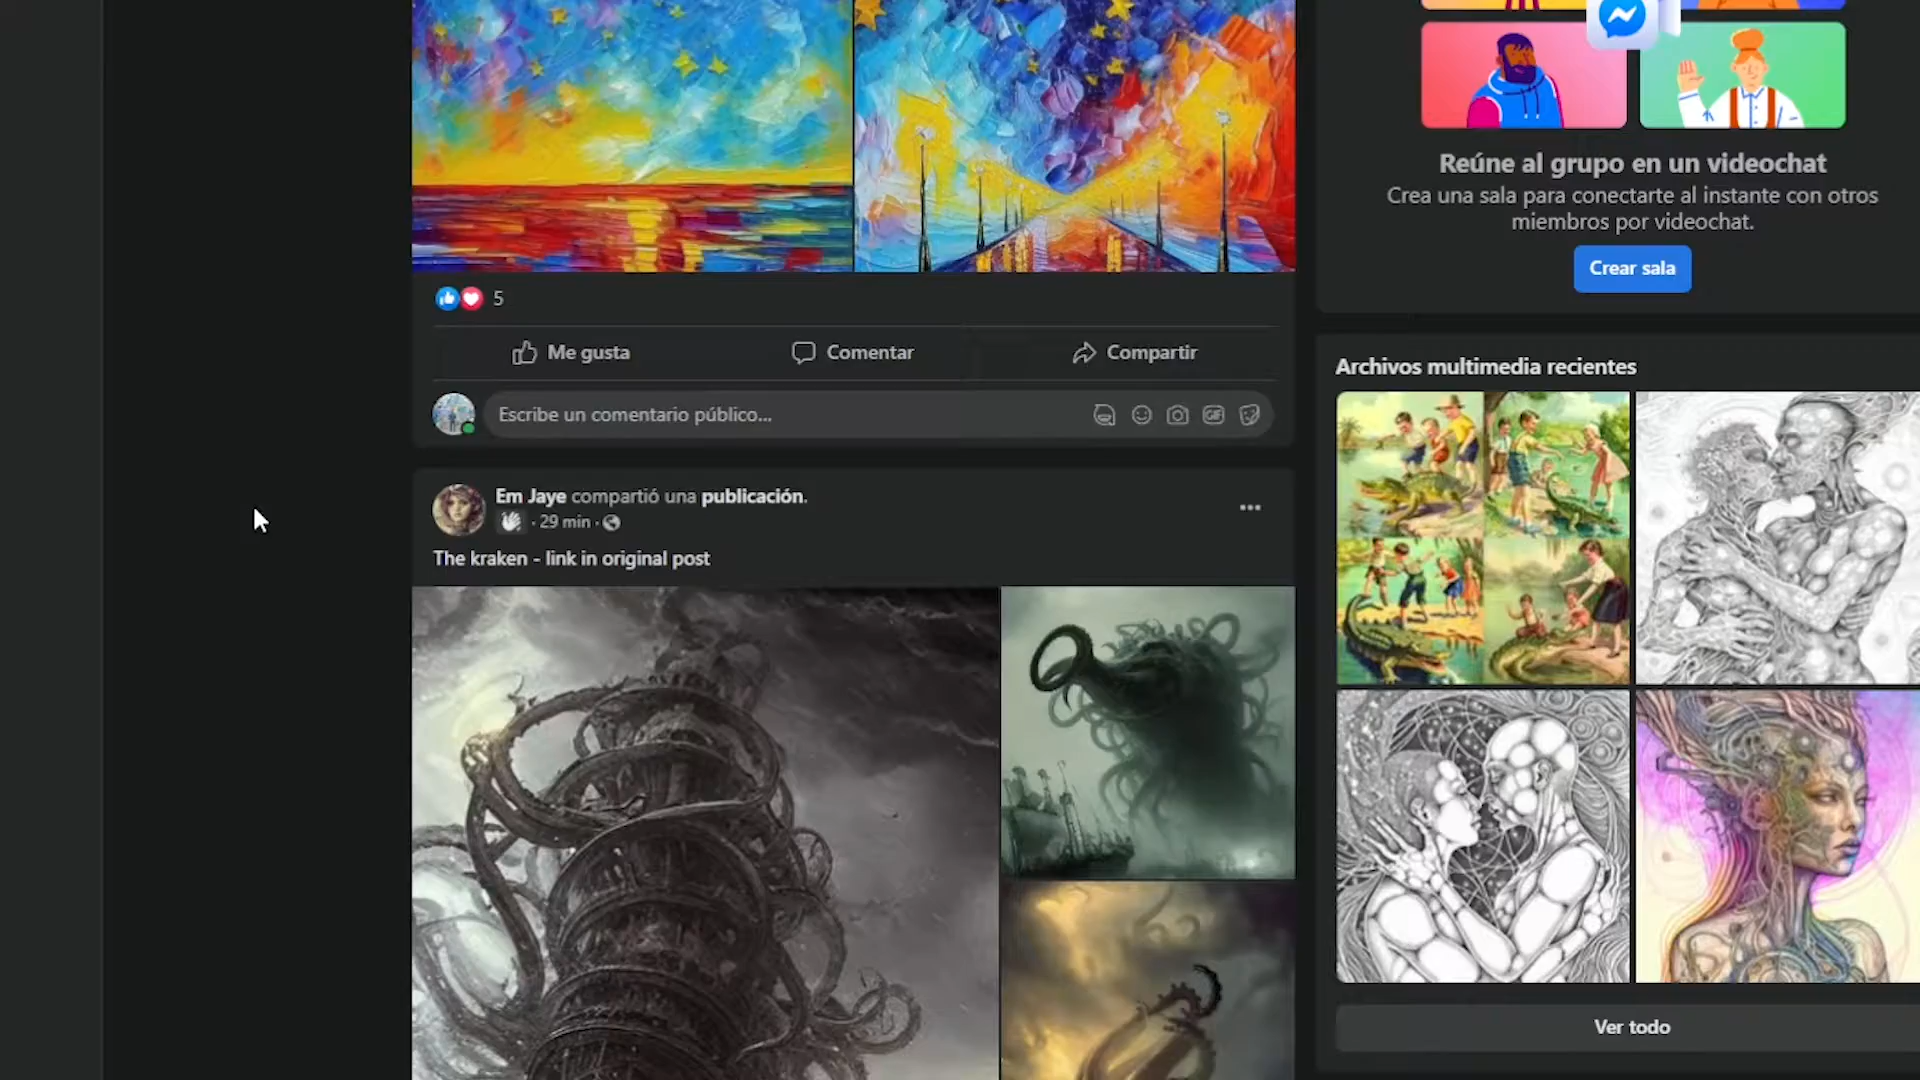 5
Me gusta
Comentar
Compartir
Escribe un comentario público...
GIF
Em Jaye compartió una publicación.
· 29 min ·
The kraken - link in original post
Reúne al grupo en un videochat
Crea una sala para conectarte al instante con otros
miembros por videochat.
Crear sala
Archivos multimedia recientes
Ver todo